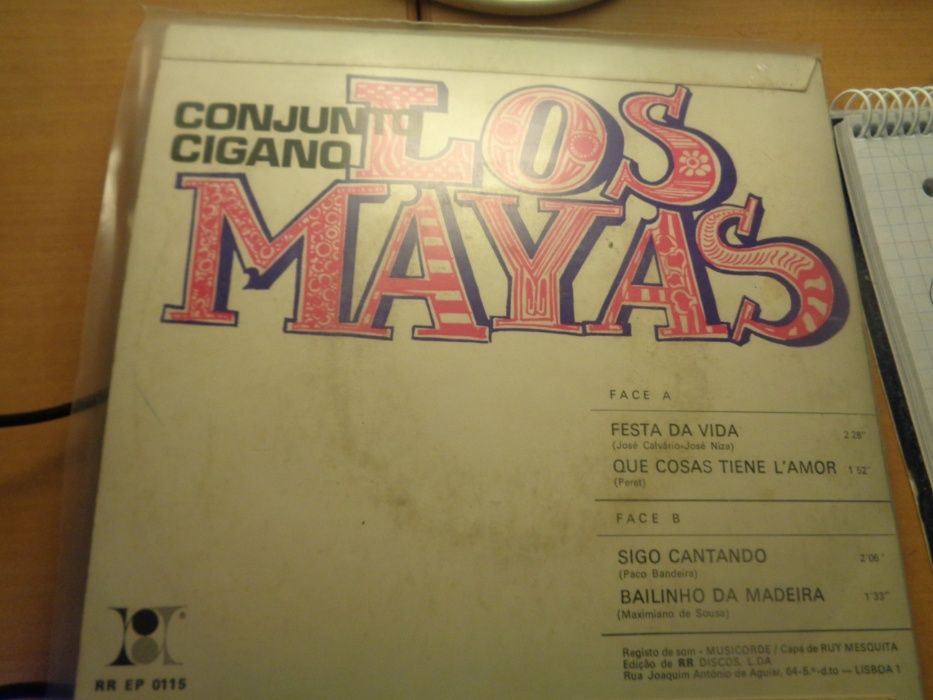 CONJUNTO
CIGANO
LOS
MAYAS
FACE A
FESTA DA VIDA 2'28"
(José Calvário-José Niza)
QUE COSAS TIENE L'AMOR 1'52"
(Peret)
FACE B
SIGO CANTANDO 2'06"
(Paco Bandeira)
BAILINHO DA MADEIRA 1'33"
(Maximiano de Sousa)
Registo de som - MUSICORDE / Capa de RUY MESQUITA
Edição de RR DISCOS, L.DA
Rua Joaquim António de Aguiar, 64-5.º-d.to — LISBOA 1
®
RR EP 0115